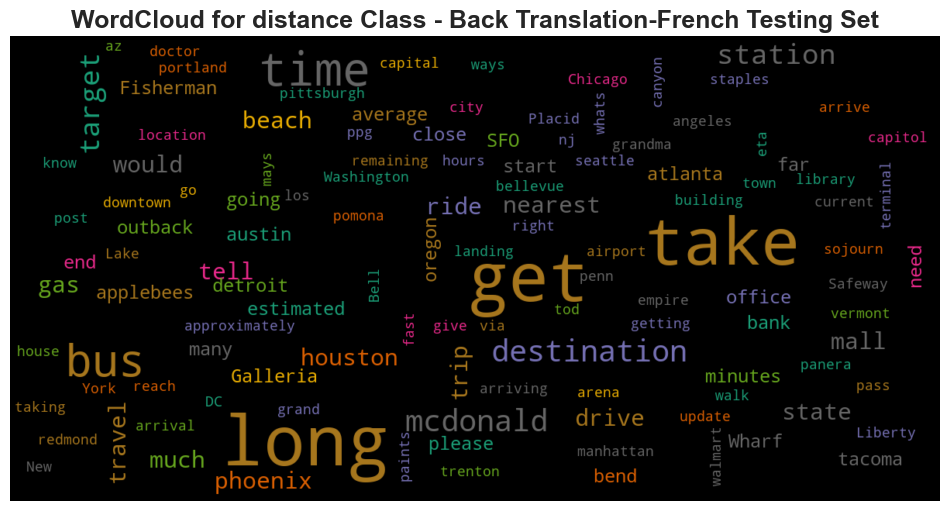 WordCloud for distance Class - Back Translation-French Testing Set
az
doctor
time
capital
ways
station
portland
Fisherman
pittsburgh
Chicago
canyon
staples
target
beach
average
city
Placid
whats
angeles
arrive
location
ppg
close
SFO
nj
grandma
eta
capitol
know
would
mays
remaining
hours
start
seattle
atlanta
far
Washington
bellevue
town
library
downtown
go
going
los
ride
nearest
building
current
terminal
post
outback
austin
pomona
oregon
right
take
end
Lake
tell
landing
get
airport
sojourn
need
gas
applebees
detroit
Bell
penn
Safeway
estimated
tod
empire
office
vermont
approximately
fast
give
via
getting
bank
house
bus
many
houston
trip
destination
mall
York
reach
Galleria
arriving
arena
minutes
panera
pass
taking
travel
DC
grand
long
mcdonald
drive
walk
update
state
arrival
redmond
please
manhattan
walmart
Wharf
Liberty
New
much
phoenix
paints
trenton
bend
tacoma